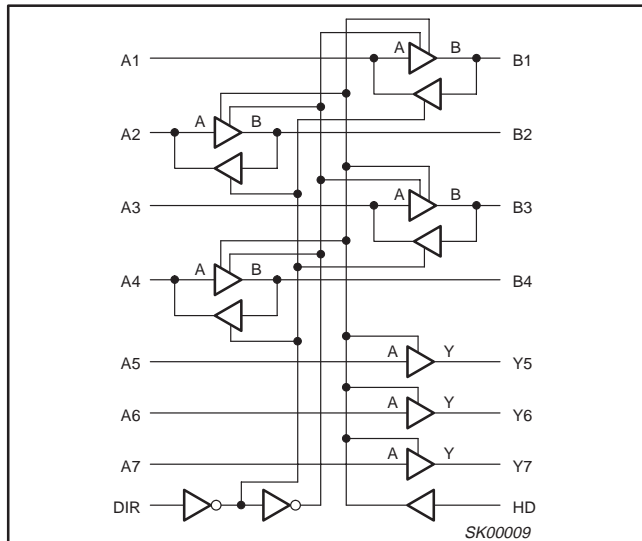 A1 A B B1
A2 A B B2
A3 A B B3
A4 A B B4
A5 A Y Y5
A6 A Y Y6
A7 A Y Y7
DIR HD
SK00009